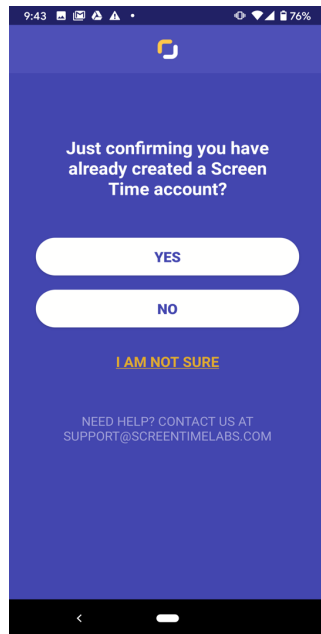 9:43 76%
Just confirming you have
already created a Screen
Time account?
YES
NO
I AM NOT SURE
NEED HELP? CONTACT US AT
SUPPORT@SCREENTIMELABS.COM